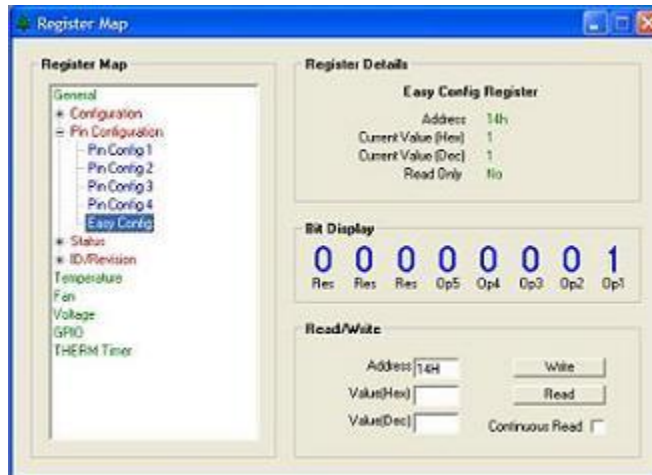 Register Map
Register Map
General
Configuration
Pin Configuration
Pin Config 1
Pin Config 2
Pin Config 3
Pin Config 4
Easy Config
Status
ID/Revision
Temperature
Fan
Voltage
GPIO
THERM Timer
Register Details
Easy Config Register
Address 14h
Current Value (Hex) 1
Current Value (Dec) 1
Read Only No
Bit Display
0 0 0 0 0 0 0 1
Res Res Res Op5 Op4 Op3 Op2 Op1
Read/Write
Address 14H Write
Value(Hex) Read
Value(Dec) Continuous Read